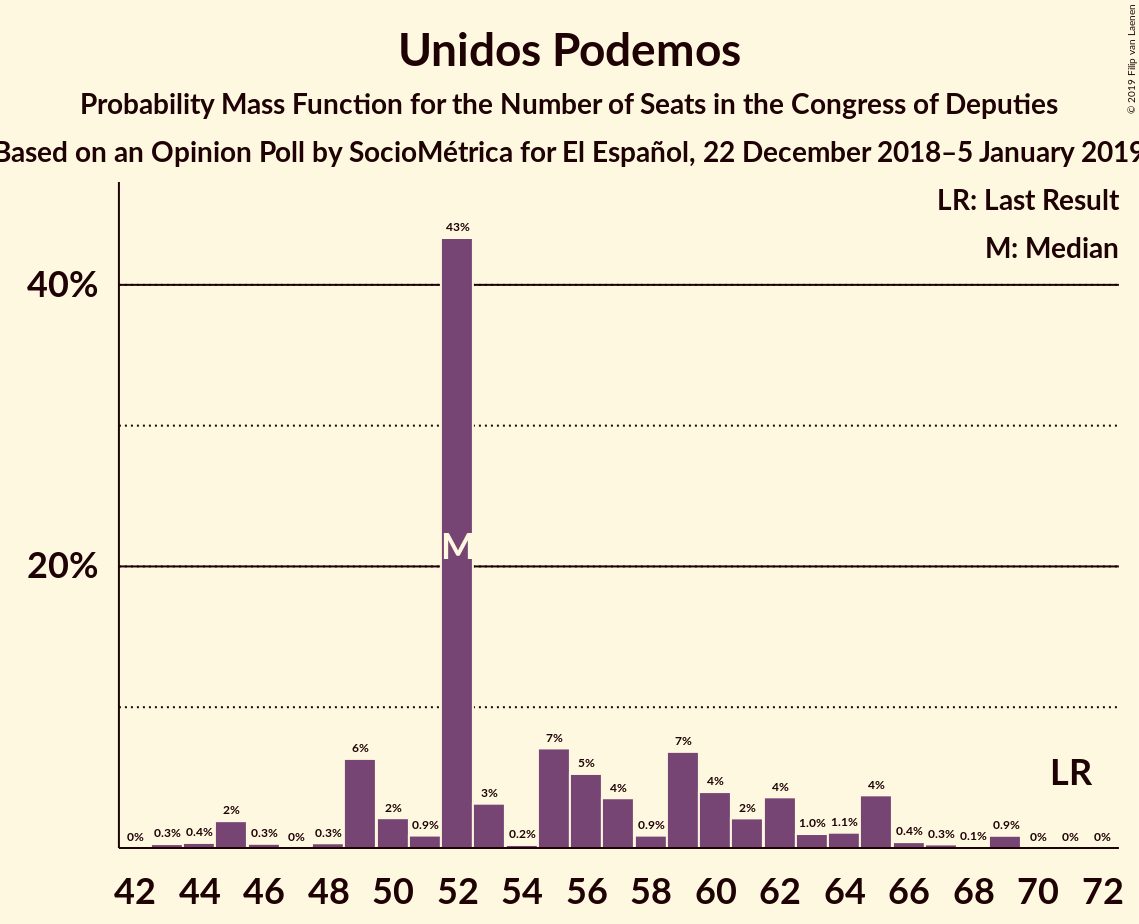 Unidos Podemos
Probability Mass Function for the Number of Seats in the Congress of Deputies
Based on an Opinion Poll by SocioMétrica for El Español, 22 December 2018–5 January 2019
© 2019 Filip van Laenen
LR: Last Result
M: Median
40%
20%
0% 0.3% 0.4% 2% 0.3% 0% 0.3% 6% 2% 0.9% 43% 3% 0.2% 7% 5% 4% 0.9% 7% 4% 2% 4% 1.0% 1.1% 4% 0.4% 0.3% 0.1% 0.9% 0% 0% 0%
M
LR
42 44 46 48 50 52 54 56 58 60 62 64 66 68 70 72